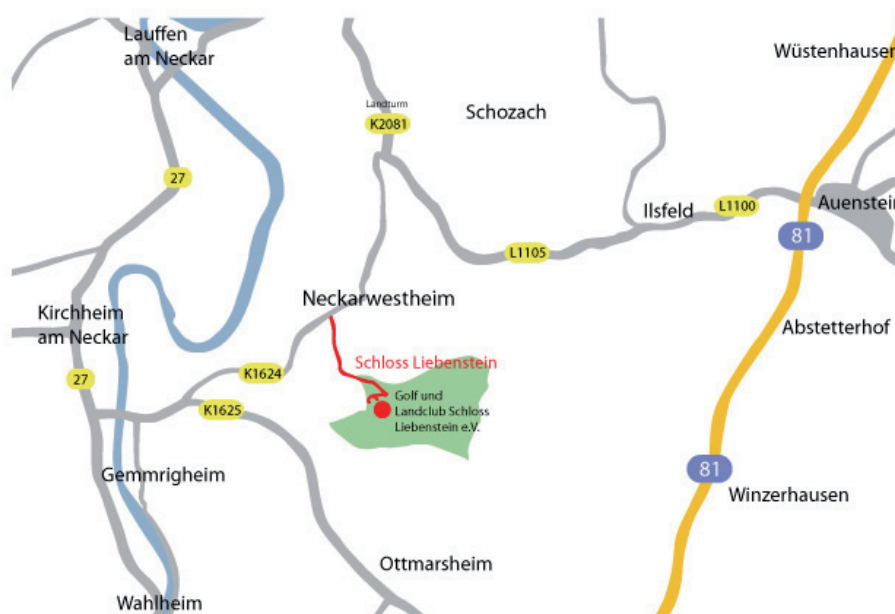 Lauffen
am Neckar
Wüstenhausen
Landturm
K2081
Schozach
27
L1100
Auenstein
Ilsfeld
81
L1105
Neckarwestheim
Kirchheim
am Neckar
Abstetterhof
Schloss Liebenstein
K1624
27
Golf und
Landclub Schloss
Liebenstein e.V.
K1625
81
Gemmrigheim
Winzerhausen
Ottmarsheim
Wahlheim